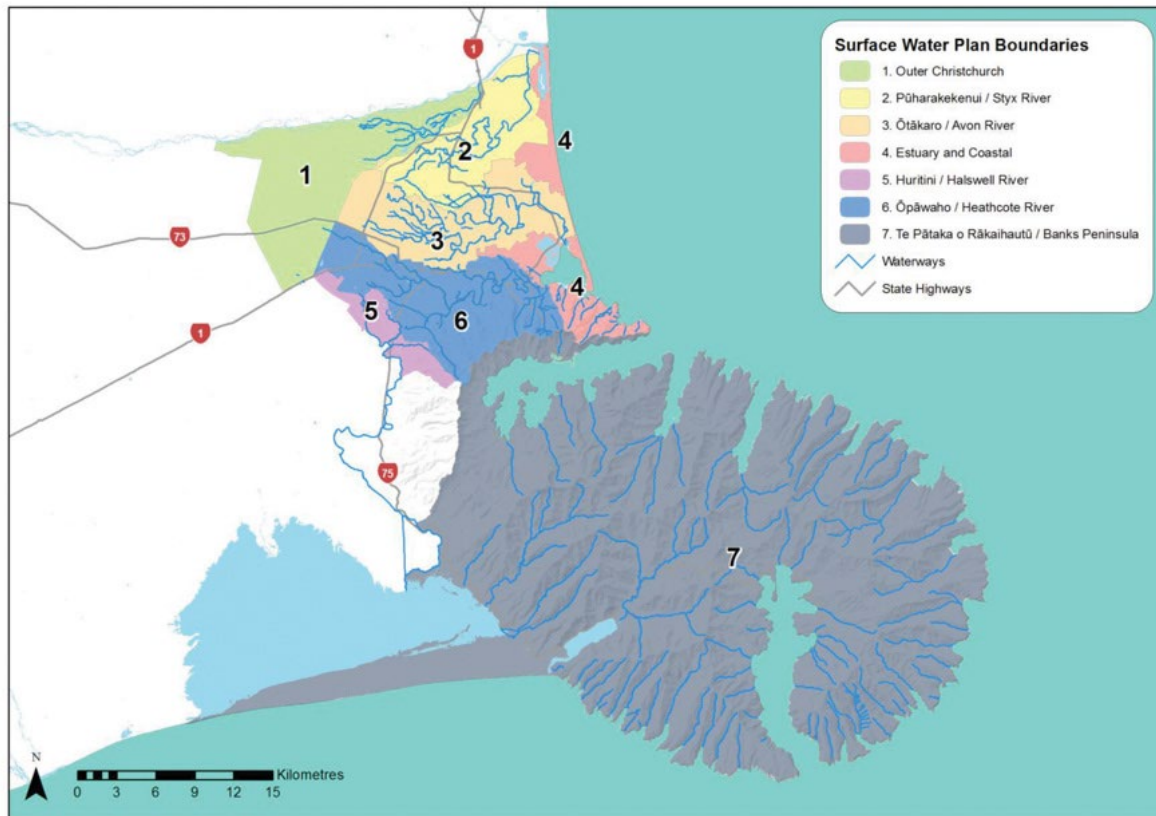 Surface Water Plan Boundaries
1. Outer Christchurch
2. Pūharakekenui / Styx River
3. Ōtākaro / Avon River
4. Estuary and Coastal
5. Huritini / Halswell River
6. Ōpāwaho / Heathcote River
7. Te Pātaka o Rākaihautū / Banks Peninsula
Waterways
State Highways
1
4
2
1
73
3
4
5
6
1
75
7
N
Kilometres
0 3 6 9 12 15